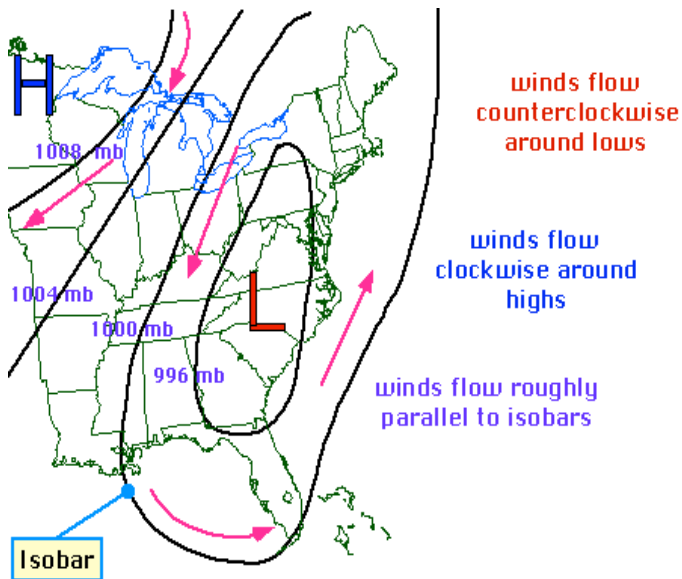 H
winds flow
counterclockwise
around lows
1008 mb
winds flow
clockwise around
highs
1004 mb
L
1000 mb
996 mb
winds flow roughly
parallel to isobars
Isobar